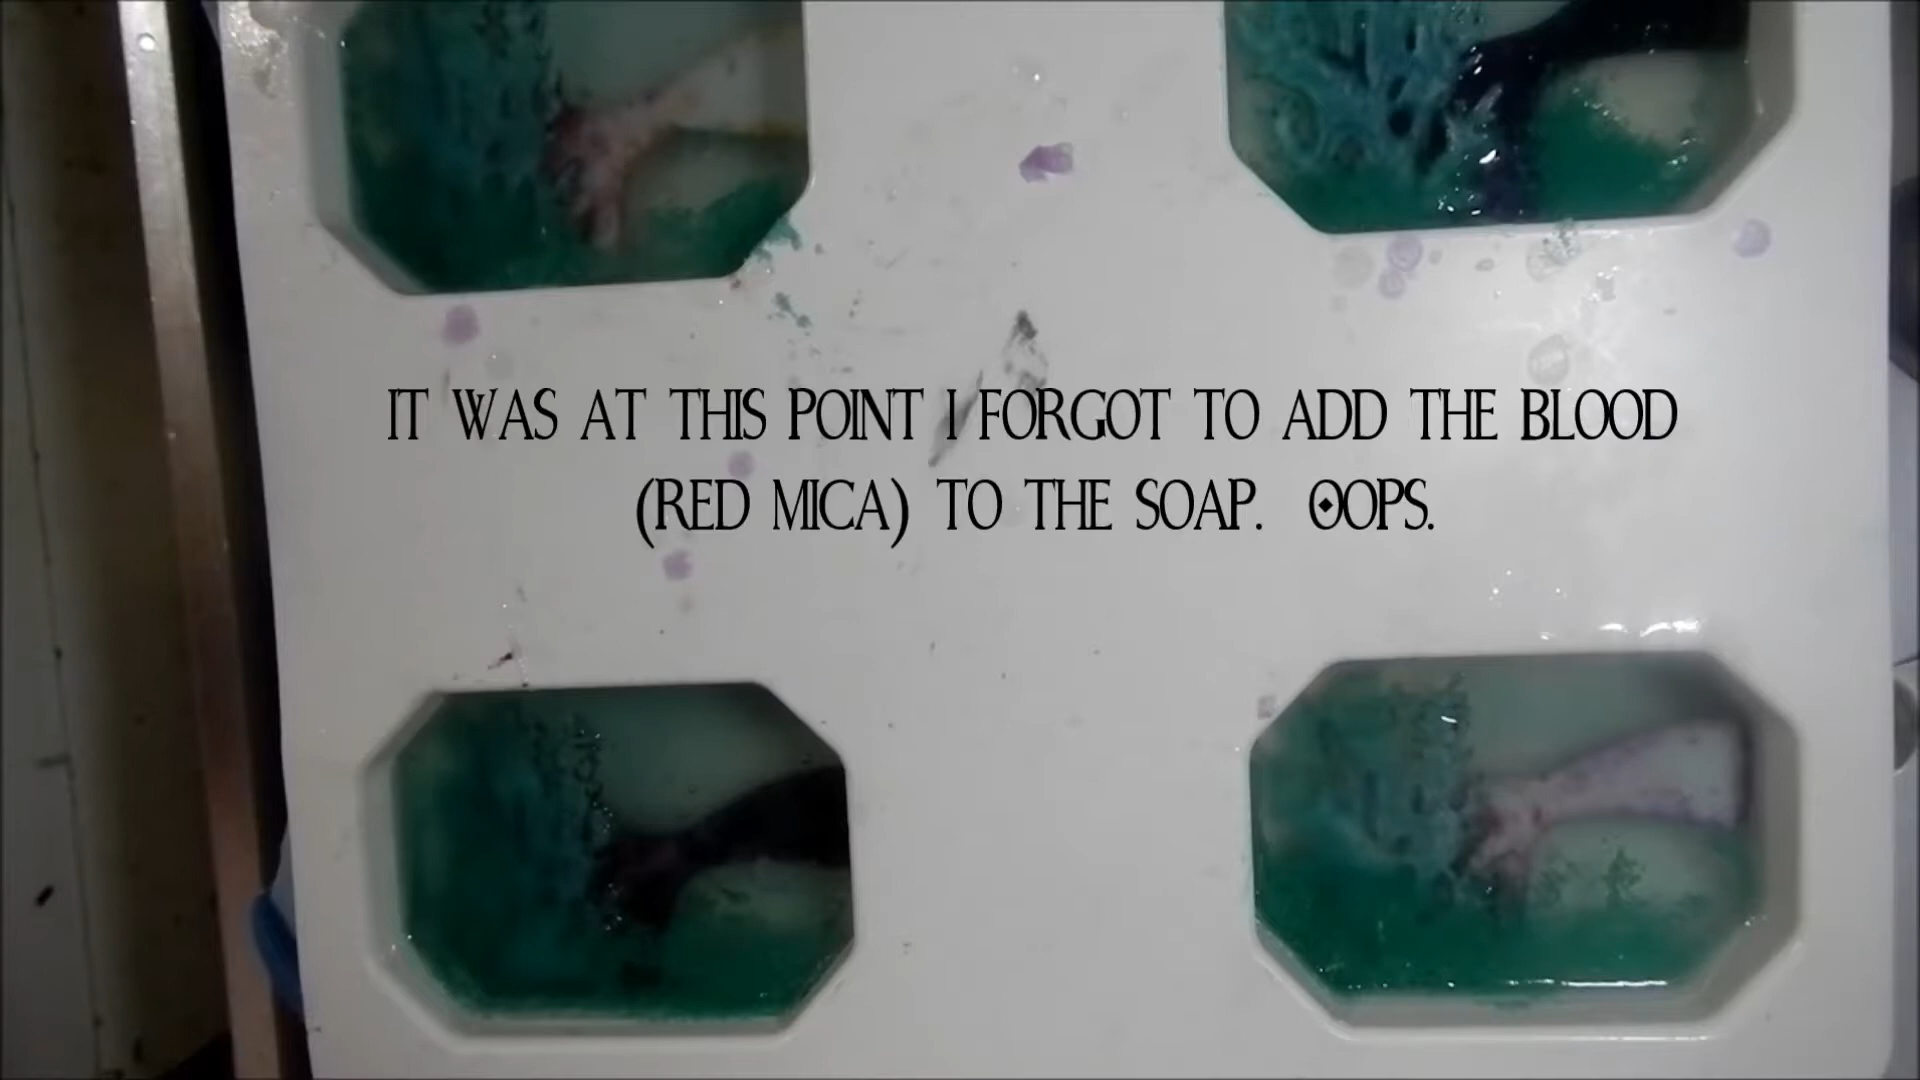 IT WAS AT THIS POINT I FORGOT TO ADD THE BLOOD
(RED MICA) TO THE SOAP. OOPS.